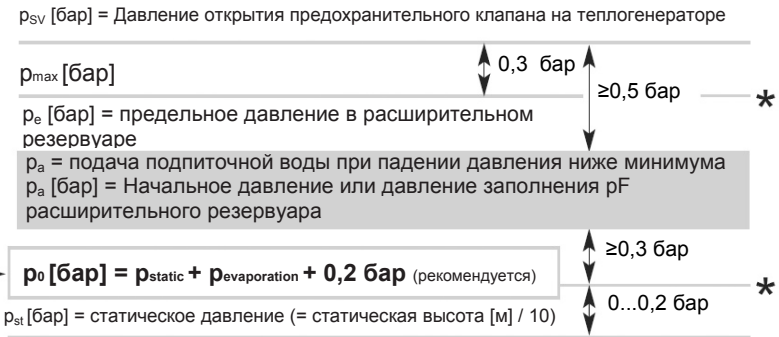 pSV [бар] = Давление открытия предохранительного клапана на теплогенераторе
pmax [бар]
0,3 бар
≥0,5 бар
*
pe [бар] = предельное давление в расширительном
резервуаре
pa = подача подпиточной воды при падении давления ниже минимума
pa [бар] = Начальное давление или давление заполнения pF
расширительного резервуара
≥0,3 бар
p0 [бар] = pstatic + pevaporation + 0,2 бар (рекомендуется)
*
pst [бар] = статическое давление (= статическая высота [м] / 10)
0...0,2 бар